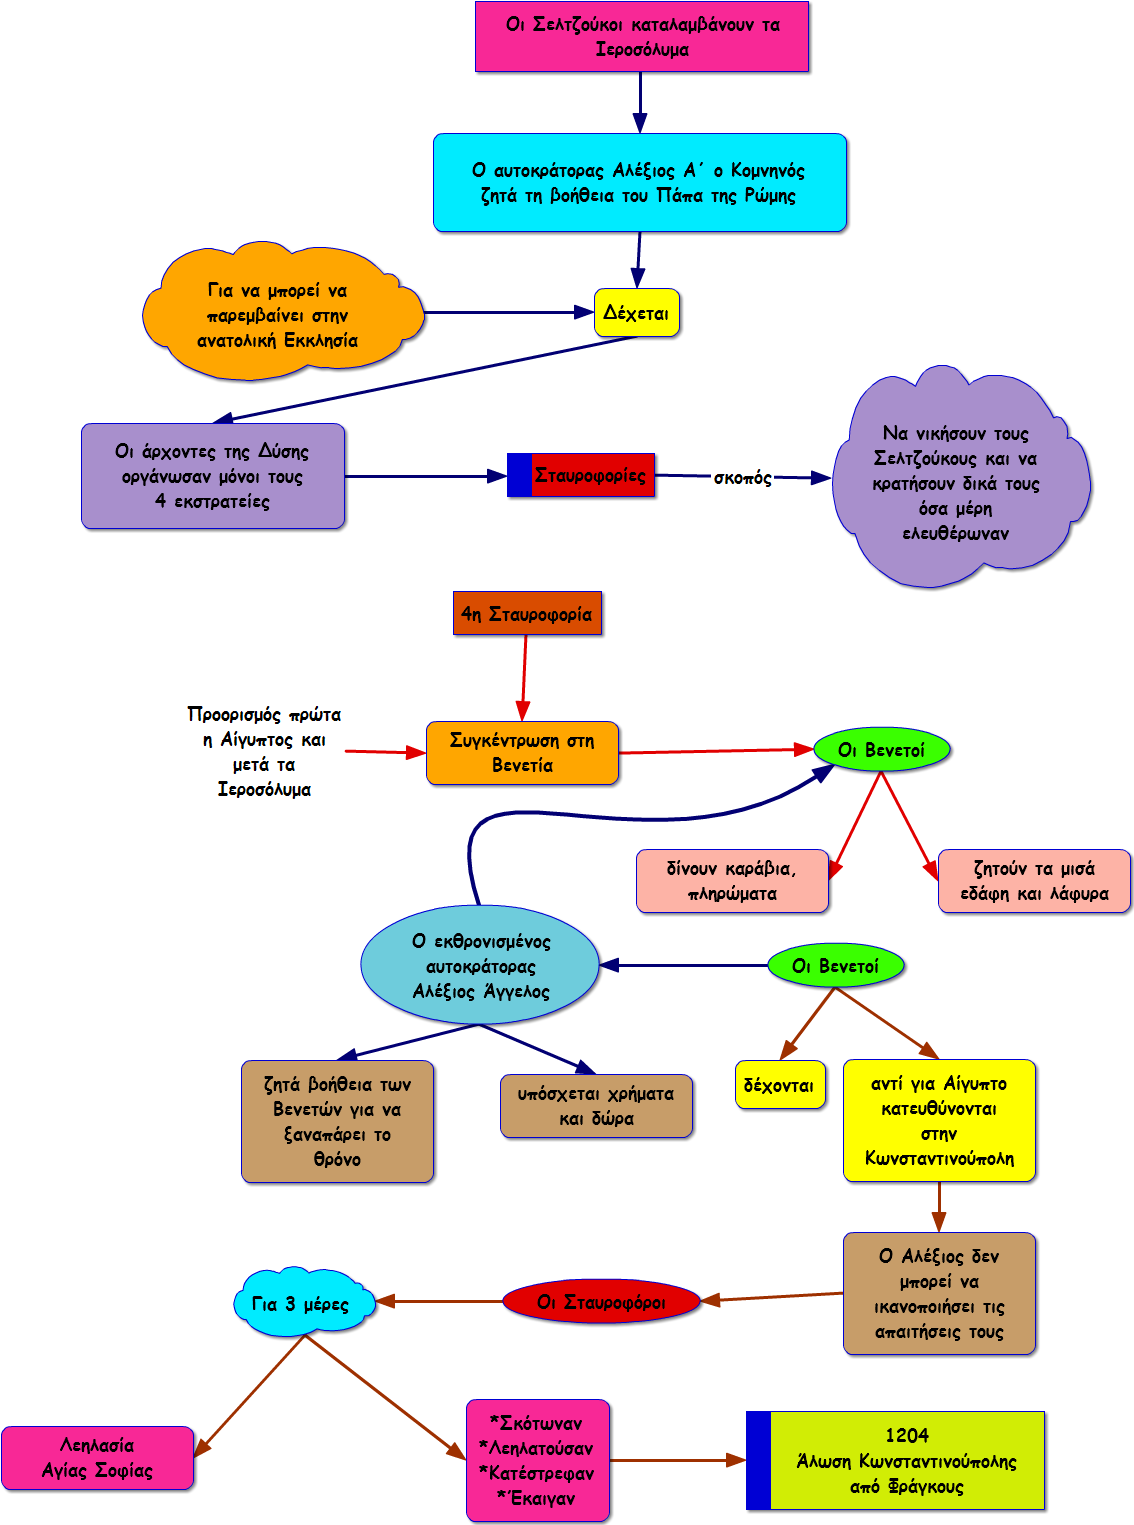 Οι Σελτζούκοι καταλαμβάνουν τα
Ιεροσόλυμα
Ο αυτοκράτορας Αλέξιος Α΄ ο Κομνηνός
ζητά τη βοήθεια του Πάπα της Ρώμης
Για να μπορεί να
παρεμβαίνει στην
ανατολική Εκκλησία
Δέχεται
Οι άρχοντες της Δύσης
οργάνωσαν μόνοι τους
4 εκστρατείες
Σταυροφορίες
σκοπός
Να νικήσουν τους
Σελτζούκους και να
κρατήσουν δικά τους
όσα μέρη
ελευθέρωναν
4η Σταυροφορία
Προορισμός πρώτα
η Αίγυπτος και
μετά τα
Ιεροσόλυμα
Συγκέντρωση στη
Βενετία
Οι Βενετοί
δίνουν καράβια,
πληρώματα
ζητούν τα μισά
εδάφη και λάφυρα
Ο εκθρονισμένος
αυτοκράτορας
Αλέξιος Άγγελος
Οι Βενετοί
ζητά βοήθεια των
Βενετών για να
ξαναπάρει το
θρόνο
υπόσχεται χρήματα
και δώρα
δέχονται
αντί για Αίγυπτο
κατευθύνονται
στην
Κωνσταντινούπολη
Ο Αλέξιος δεν
μπορεί να
ικανοποιήσει τις
απαιτήσεις τους
Οι Σταυροφόροι
Για 3 μέρες
Λεηλασία
Αγίας Σοφίας
*Σκότωναν
*Λεηλατούσαν
*Κατέστρεφαν
*Έκαιγαν
1204
Άλωση Κωνσταντινούπολης
από Φράγκους